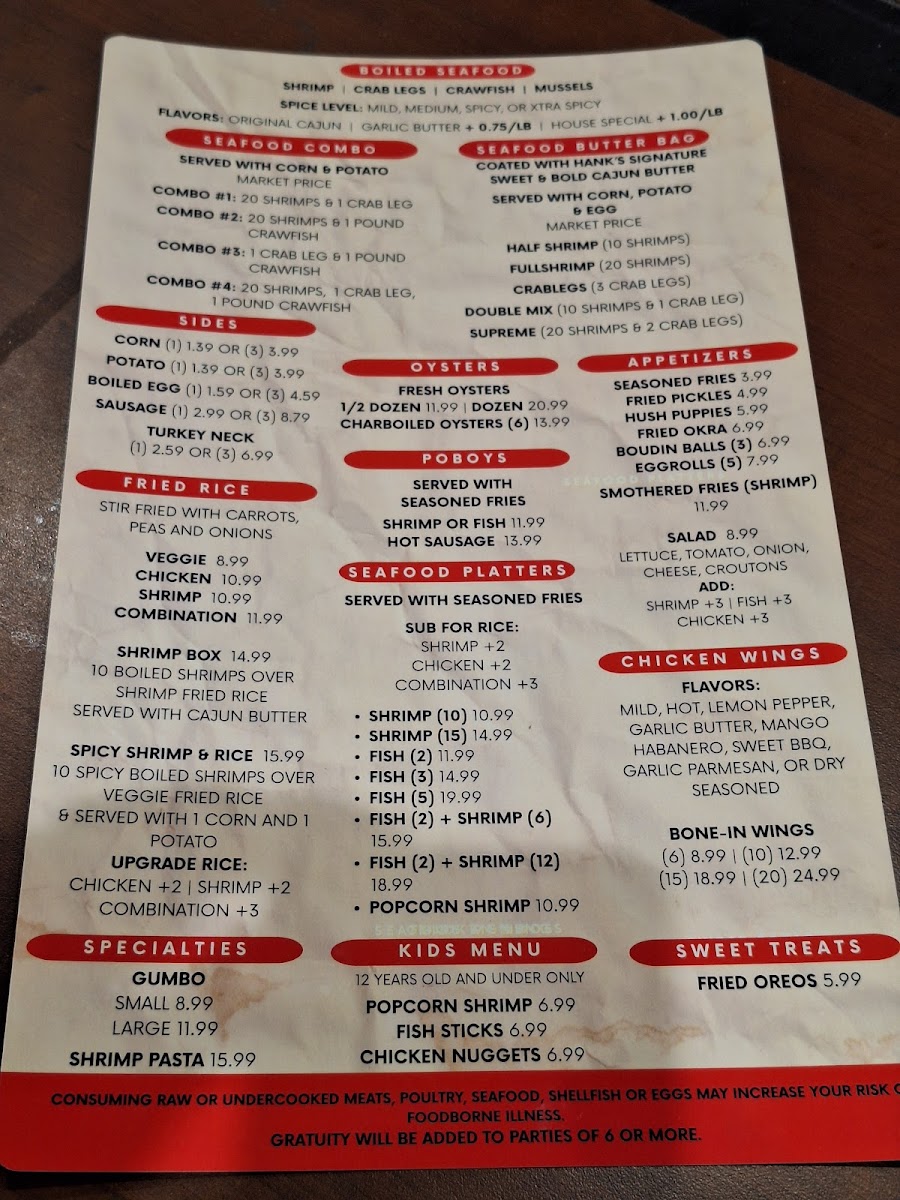 BOILED SEAFOOD
SHRIMP | CRAB LEGS | CRAWFISH | MUSSELS
SPICE LEVEL: MILD, MEDIUM, SPICY, OR XTRA SPICY
FLAVORS: ORIGINAL CAJUN | GARLIC BUTTER + 0.75/LB | HOUSE SPECIAL + 1.00/LB
SEAFOOD COMBO
SERVED WITH CORN & POTATO
MARKET PRICE
COMBO #1: 20 SHRIMPS & 1 CRAB LEG
COMBO #2: 20 SHRIMPS & 1 POUND
CRAWFISH
COMBO #3: 1 CRAB LEG & 1 POUND
CRAWFISH
COMBO #4: 20 SHRIMPS, 1 CRAB LEG,
1 POUND CRAWFISH
SEAFOOD BUTTER BAG
COATED WITH HANK'S SIGNATURE
SWEET & BOLD CAJUN BUTTER
SERVED WITH CORN, POTATO
& EGG
MARKET PRICE
HALF SHRIMP (10 SHRIMPS)
FULLSHRIMP (20 SHRIMPS)
CRABLEGS (3 CRAB LEGS)
DOUBLE MIX (10 SHRIMPS & 1 CRAB LEG)
SUPREME (20 SHRIMPS & 2 CRAB LEGS)
SIDES
CORN (1) 1.39 OR (3) 3.99
POTATO (1) 1.39 OR (3) 3.99
BOILED EGG (1) 1.59 OR (3) 4.59
SAUSAGE (1) 2.99 OR (3) 8.79
TURKEY NECK
(1) 2.59 OR (3) 6.99
FRIED RICE
STIR FRIED WITH CARROTS,
PEAS AND ONIONS
VEGGIE 8.99
CHICKEN 10.99
SHRIMP 10.99
COMBINATION 11.99
SHRIMP BOX 14.99
10 BOILED SHRIMPS OVER
SHRIMP FRIED RICE
SERVED WITH CAJUN BUTTER
SPICY SHRIMP & RICE 15.99
10 SPICY BOILED SHRIMPS OVER
VEGGIE FRIED RICE
& SERVED WITH 1 CORN AND 1
POTATO
UPGRADE RICE:
CHICKEN +2 | SHRIMP +2
COMBINATION +3
OYSTERS
FRESH OYSTERS
1/2 DOZEN 11.99 | DOZEN 20.99
CHARBOILED OYSTERS (6) 13.99
POBOYS
SERVED WITH
SEASONED FRIES
SHRIMP OR FISH 11.99
HOT SAUSAGE 13.99
SEAFOOD PLATTERS
SERVED WITH SEASONED FRIES
SUB FOR RICE:
SHRIMP +2
CHICKEN +2
COMBINATION +3
• SHRIMP (10) 10.99
• SHRIMP (15) 14.99
• FISH (2) 11.99
• FISH (3) 14.99
• FISH (5) 19.99
• FISH (2) + SHRIMP (6)
15.99
• FISH (2) + SHRIMP (12)
18.99
• POPCORN SHRIMP 10.99
APPETIZERS
SEASONED FRIES 3.99
FRIED PICKLES 4.99
HUSH PUPPIES 5.99
FRIED OKRA 6.99
BOUDIN BALLS (3) 6.99
EGGROLLS (5) 7.99
SMOTHERED FRIES (SHRIMP)
11.99
SALAD 8.99
LETTUCE, TOMATO, ONION,
CHEESE, CROUTONS
ADD:
SHRIMP +3 | FISH +3
CHICKEN +3
CHICKEN WINGS
FLAVORS:
MILD, HOT, LEMON PEPPER,
GARLIC BUTTER, MANGO
HABANERO, SWEET BBQ,
GARLIC PARMESAN, OR DRY
SEASONED
BONE-IN WINGS
(6) 8.99 | (10) 12.99
(15) 18.99 | (20) 24.99
SPECIALTIES
GUMBO
SMALL 8.99
LARGE 11.99
SHRIMP PASTA 15.99
KIDS MENU
12 YEARS OLD AND UNDER ONLY
POPCORN SHRIMP 6.99
FISH STICKS 6.99
CHICKEN NUGGETS 6.99
SWEET TREATS
FRIED OREOS 5.99
CONSUMING RAW OR UNDERCOOKED MEATS, POULTRY, SEAFOOD, SHELLFISH OR EGGS MAY INCREASE YOUR RISK
FOODBORNE ILLNESS.
GRATUITY WILL BE ADDED TO PARTIES OF 6 OR MORE.